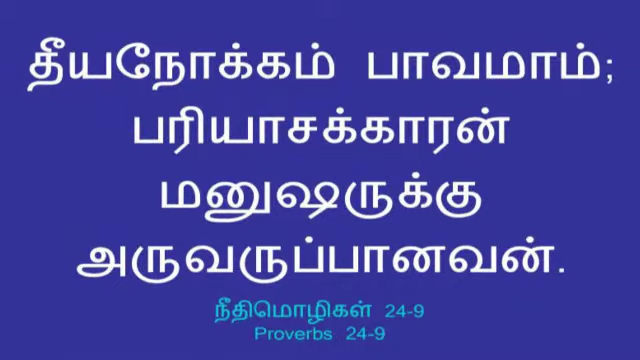 தீயநோக்கம் பாவமாம்;
பரியாசக்காரன்
மனுஷருக்கு
அருவருப்பானவன்.
நீதிமொழிகள் 24-9
Proverbs 24-9